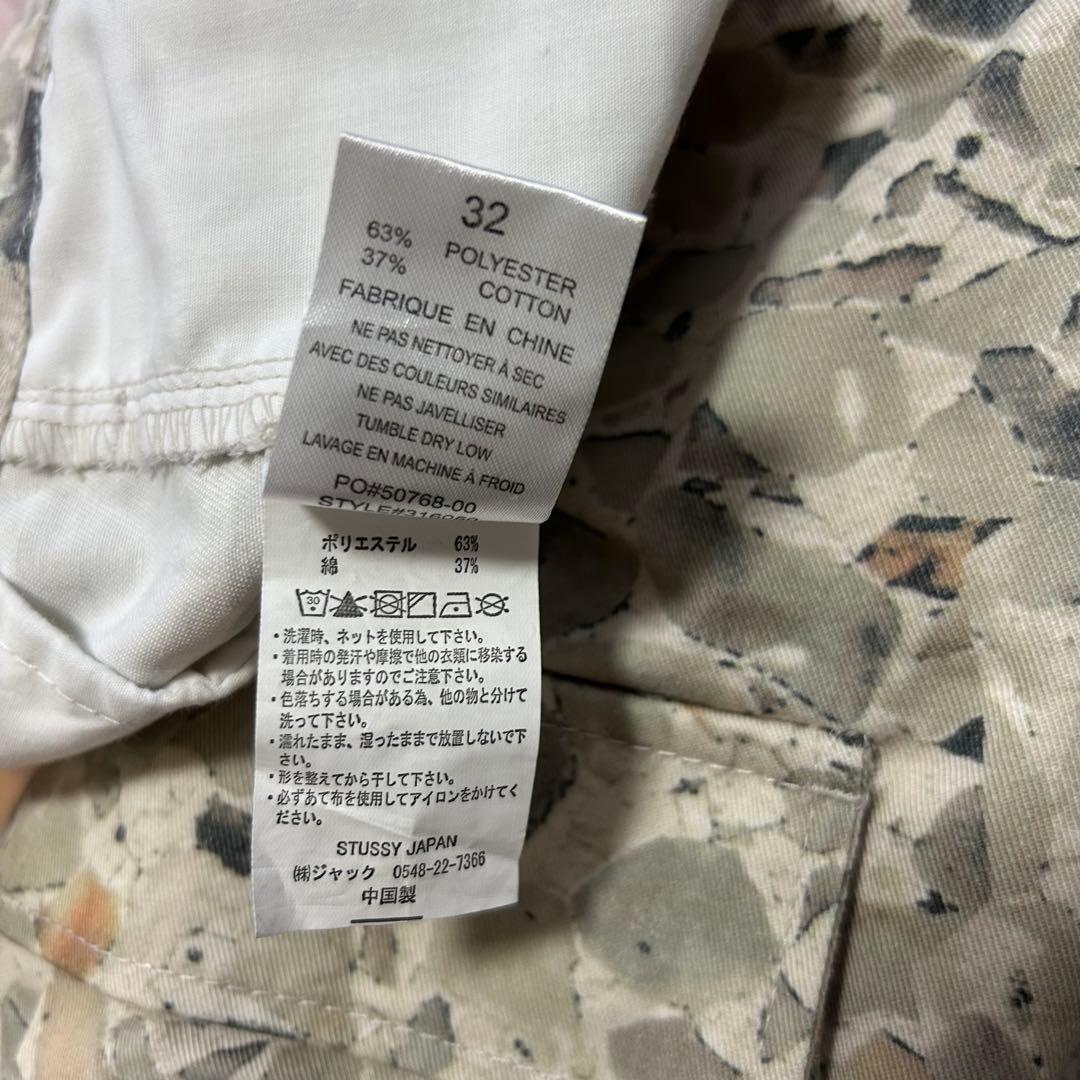 32
63% POLYESTER
37% COTTON
FABRIQUE EN CHINE
NE PAS NETTOYER À SEC
AVEC DES COULEURS SIMILAIRES
NE PAS JAVELLISER
TUMBLE DRY LOW
LAVAGE EN MACHINE À FROID
PO#50768-00
ポリエステル 63%
綿 37%
30
・洗濯時、ネットを使用して下さい。
・着用時の発汗や摩擦で他の衣類に移染する
場合がありますのでご注意下さい。
・色落ちする場合がある為、他の物と分けて
洗って下さい。
・濡れたまま、湿ったままで放置しないで下
さい。
・形を整えてから干して下さい。
・必ずあて布を使用してアイロンをかけてく
ださい。
STUSSY JAPAN
㈱ジャック 0548-22-7366
中国製